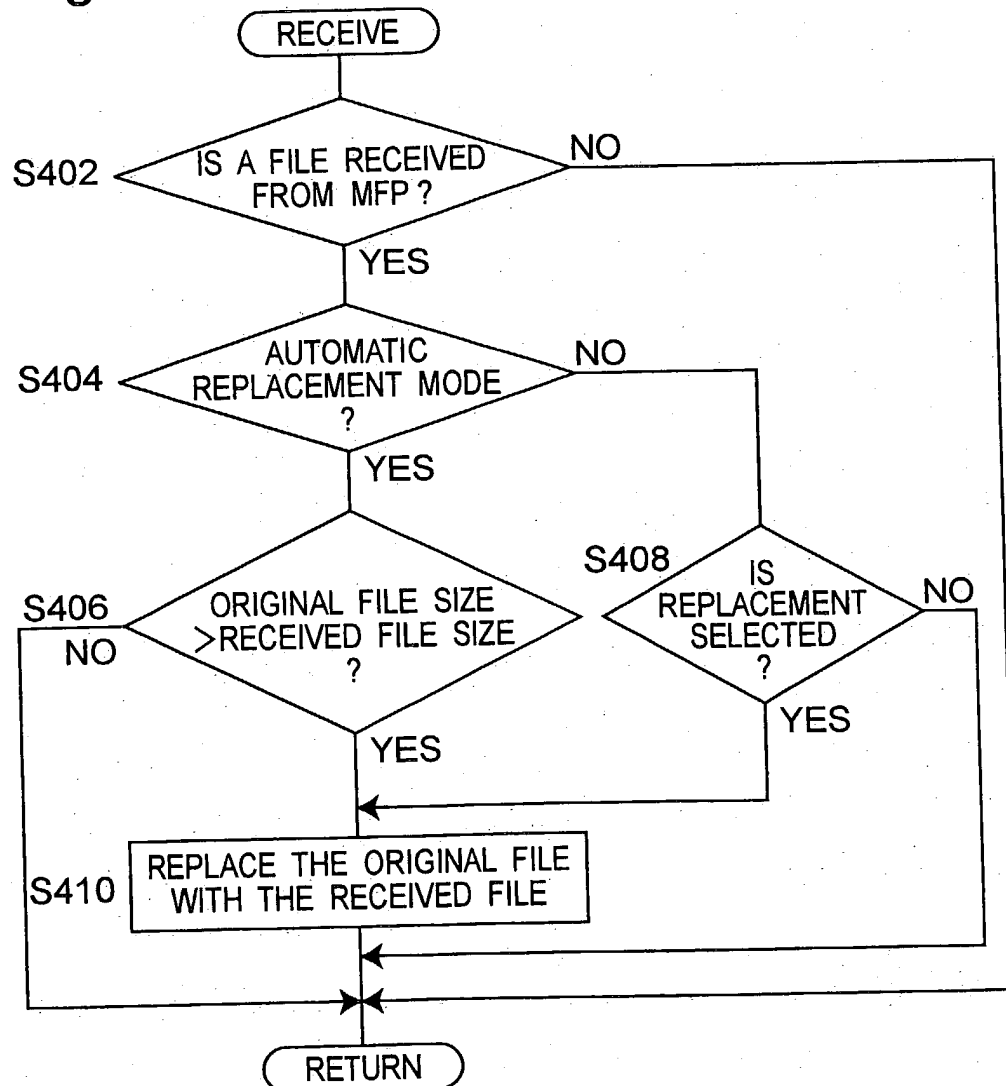 RECEIVE
S402
IS A FILE RECEIVED
FROM MFP ?
NO
YES
S404
AUTOMATIC
REPLACEMENT MODE
?
NO
YES
S406
NO
ORIGINAL FILE SIZE
>RECEIVED FILE SIZE
?
YES
S408
IS
REPLACEMENT
SELECTED
?
NO
YES
S410
REPLACE THE ORIGINAL FILE
WITH THE RECEIVED FILE
RETURN